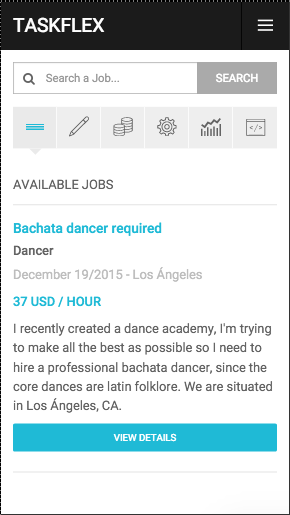 TASKFLEX
Search a Job...
SEARCH
</>
AVAILABLE JOBS
Bachata dancer required
Dancer
December 19/2015 - Los Ángeles
37 USD / HOUR
I recently created a dance academy, I'm trying
to make all the best as possible so I need to
hire a professional bachata dancer, since the
core dances are latin folklore. We are situated
in Los Ángeles, CA.
VIEW DETAILS